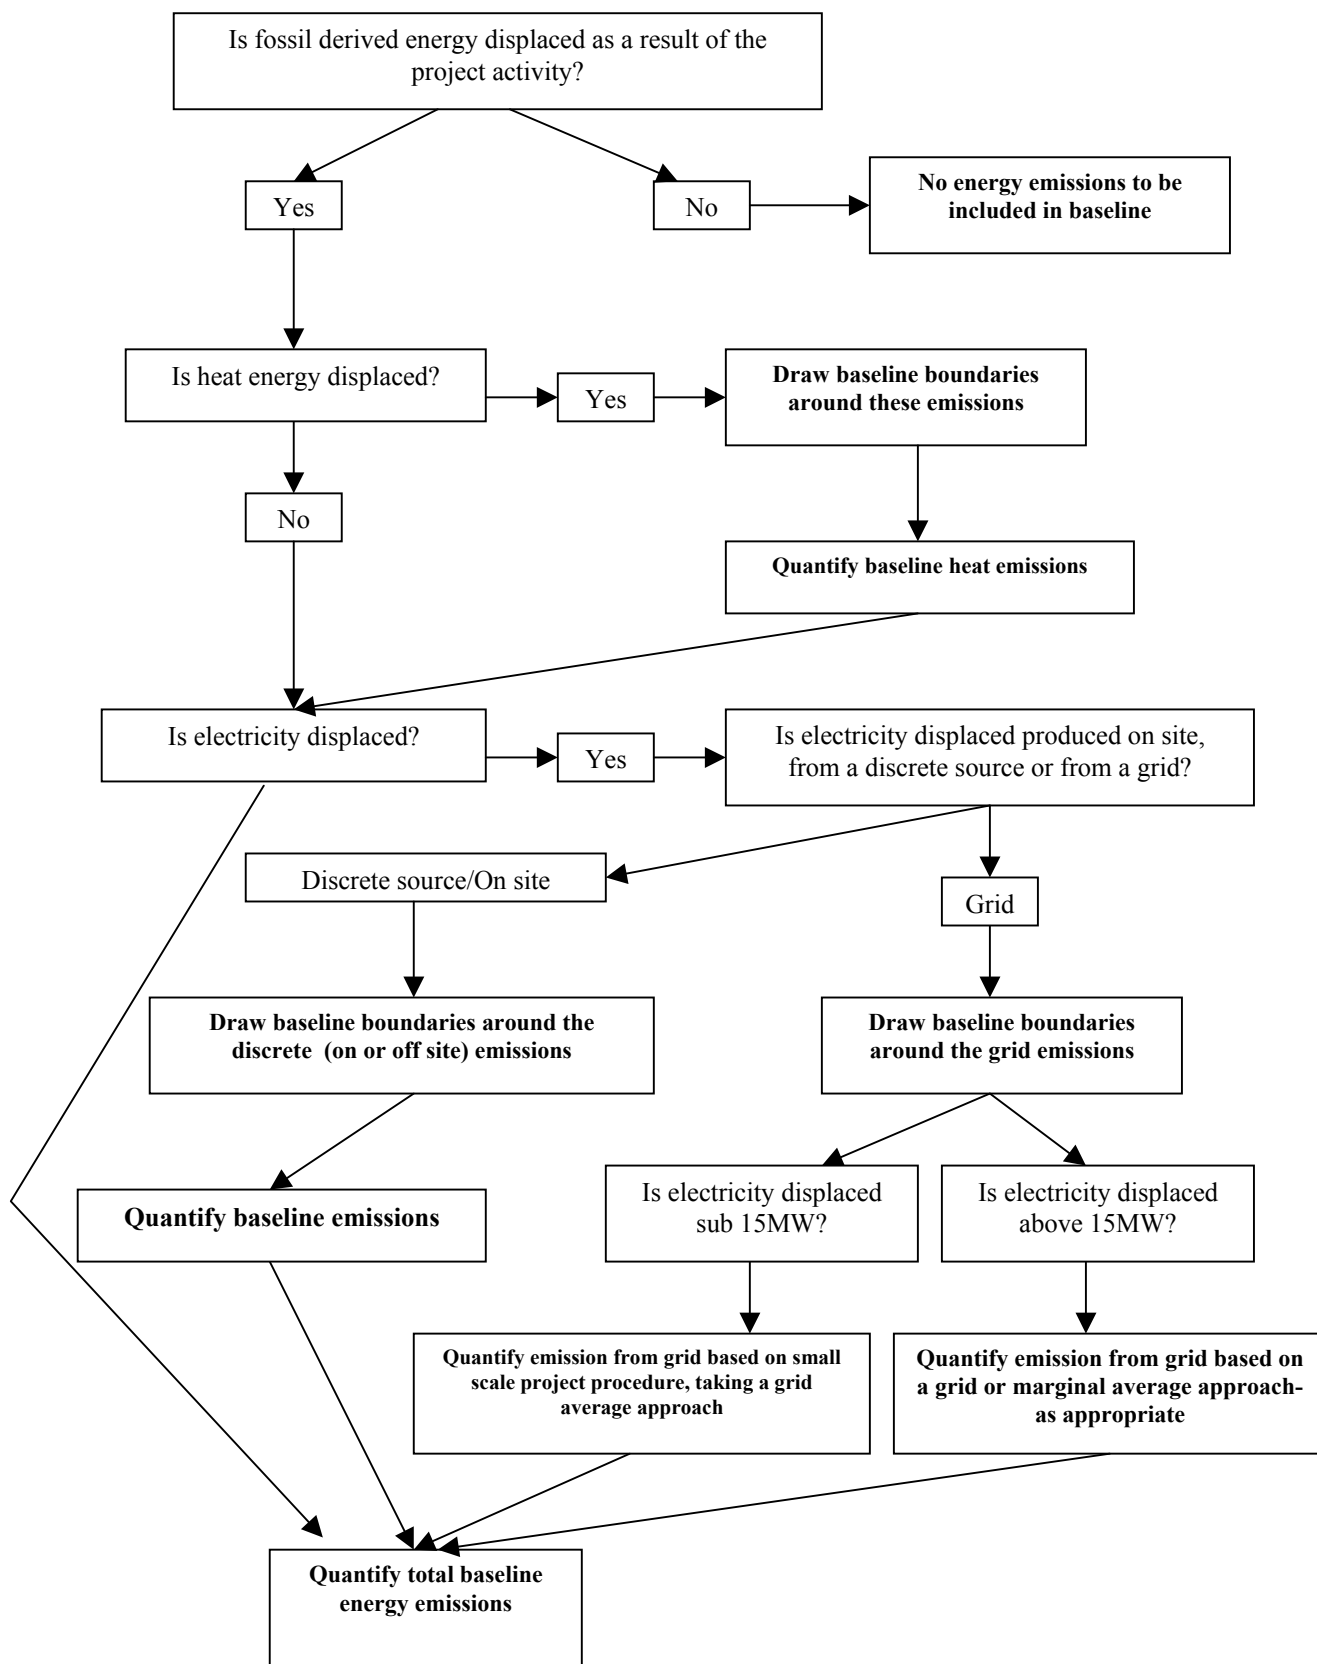 Is fossil derived energy displaced as a result of the
project activity?
Yes
No
No energy emissions to be
included in baseline
Is heat energy displaced?
Yes
Draw baseline boundaries
around these emissions
No
Quantify baseline heat emissions
Is electricity displaced?
Yes
Is electricity displaced produced on site,
from a discrete source or from a grid?
Discrete source/On site
Grid
Draw baseline boundaries around the
discrete (on or off site) emissions
Draw baseline boundaries
around the grid emissions
Quantify baseline emissions
Is electricity displaced
sub 15MW?
Is electricity displaced
above 15MW?
Quantify emission from grid based on small
scale project procedure, taking a grid
average approach
Quantify emission from grid based on
a grid or marginal average approach-
as appropriate
Quantify total baseline
energy emissions